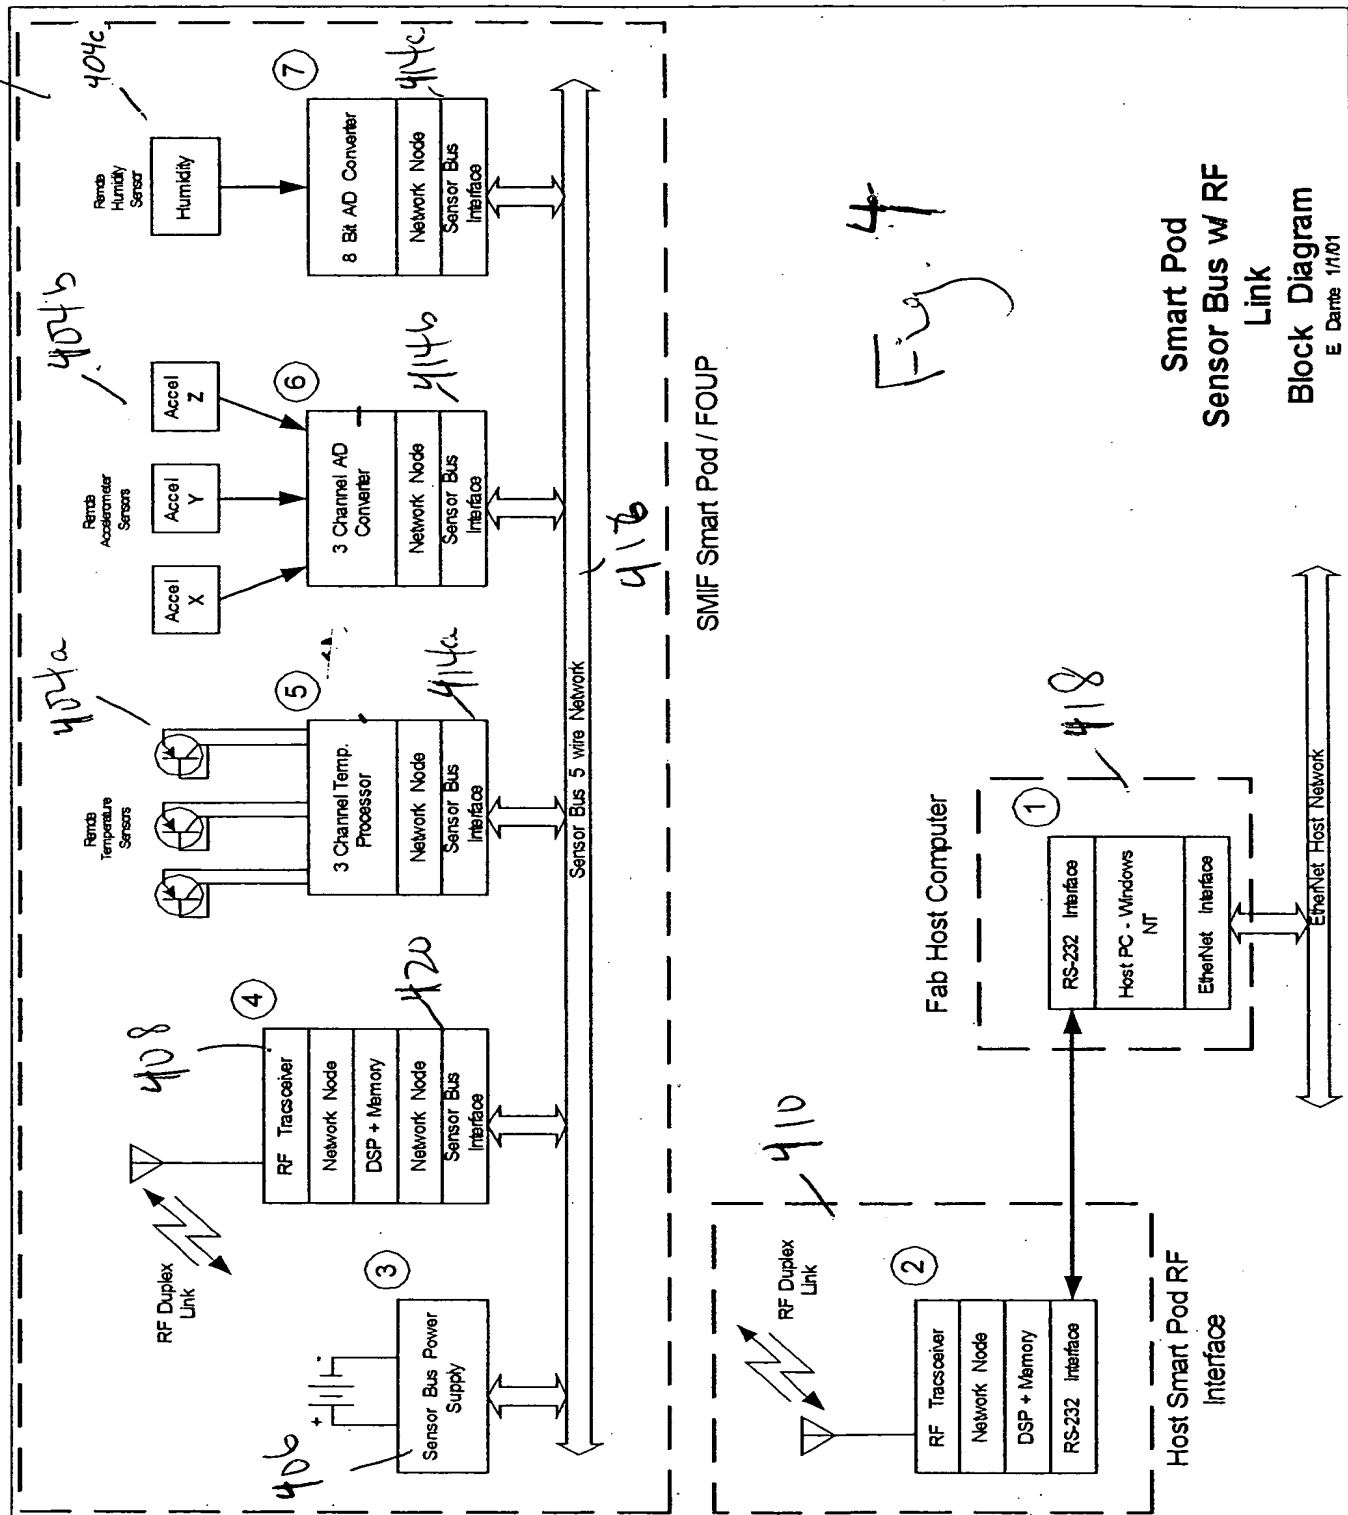 406
+
Sensor Bus Power
Supply
3
RF Duplex
Link
408
4
RF Tracsceiver
Network Node
DSP + Memory
Network Node
Sensor Bus
Interface
420
Remote
Temperature
Sensors
404a
5
3 Channel Temp.
Processor
Network Node
Sensor Bus
Interface
414a
Remote
Accelerometer
Sensors
404b
Accel
X
Accel
Y
Accel
Z
6
3 Channel AD
Converter
Network Node
Sensor Bus
Interface
414b
Remote
Humidity
Sensor
404c
Humidity
7
8 Bit AD Converter
Network Node
Sensor Bus
Interface
414c
Sensor Bus 5 wire Network
416
SMIF Smart Pod / FOUP
RF Duplex
Link
410
2
RF Tracsceiver
Network Node
DSP + Memory
RS-232 Interface
Host Smart Pod RF
Interface
Fab Host Computer
1
418
RS-232 Interface
Host PC - Windows
NT
EtherNet Interface
EtherNet Host Network
Fig. 4
Smart Pod
Sensor Bus w/ RF
Link
Block Diagram
E Dante 1/1/01